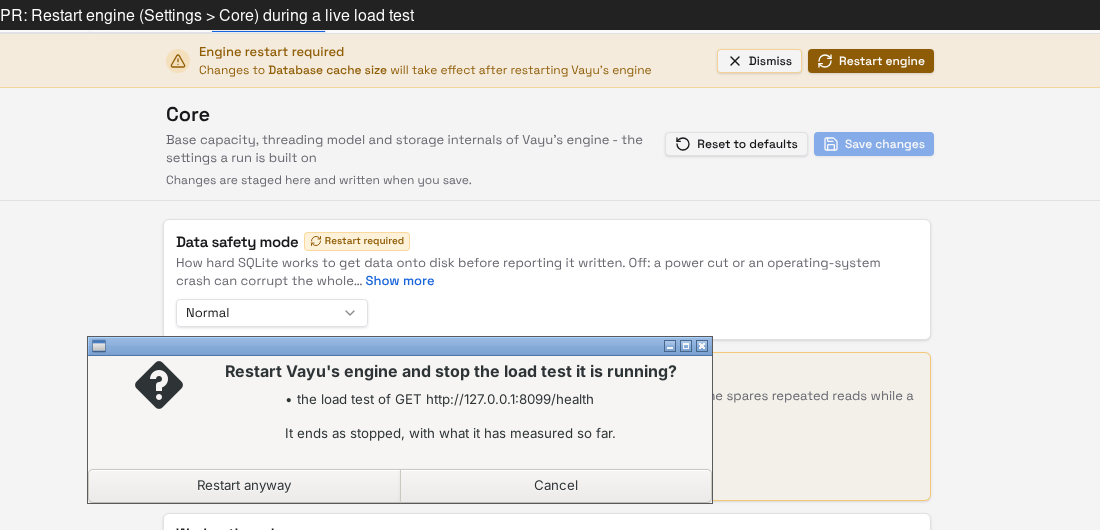 PR: Restart engine (Settings > Core) during a live load test
Engine restart required
Changes to Database cache size will take effect after restarting Vayu's engine
Dismiss
Restart engine
Core
Base capacity, threading model and storage internals of Vayu's engine - the
settings a run is built on
Changes are staged here and written when you save.
Reset to defaults
Save changes
Data safety mode
Restart required
How hard SQLite works to get data onto disk before reporting it written. Off: a power cut or an operating-system
crash can corrupt the whole... Show more
Normal
Restart Vayu's engine and stop the load test it is running?
• the load test of GET http://127.0.0.1:8099/health
It ends as stopped, with what it has measured so far.
Restart anyway
Cancel
spares repeated reads while a